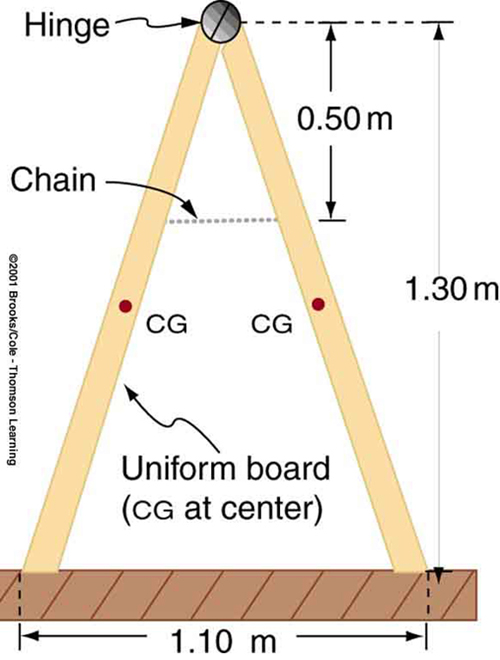 Hinge
0.50 m
Chain
1.30 m
CG
CG
©2001 Brooks/Cole - Thomson Learning
Uniform board
(CG at center)
1.10 m